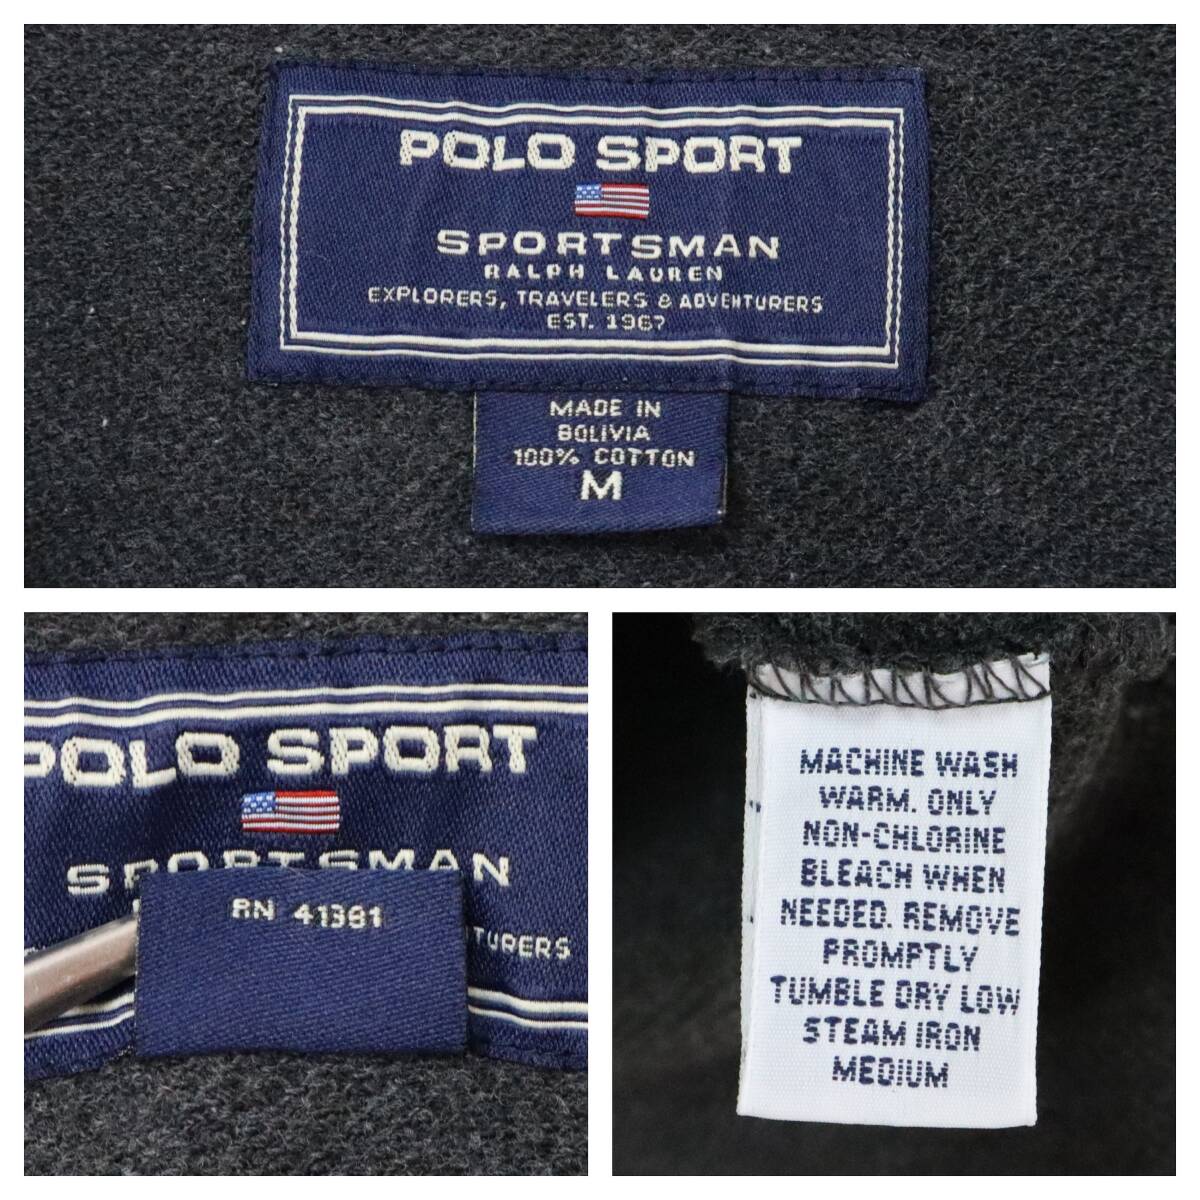 POLO SPORT
SPORTSMAN
RALPH LAUREN
EXPLORERS, TRAVELERS & ADVENTURERS
EST. 1967
MADE IN
BOLIVIA
100% COTTON
M
POLO SPORT
SPORTSMAN
RN 41381
TURERS
MACHINE WASH
WARM. ONLY
NON-CHLORINE
BLEACH WHEN
NEEDED. REMOVE
PROMPTLY
TUMBLE DRY LOW
STEAM IRON
MEDIUM